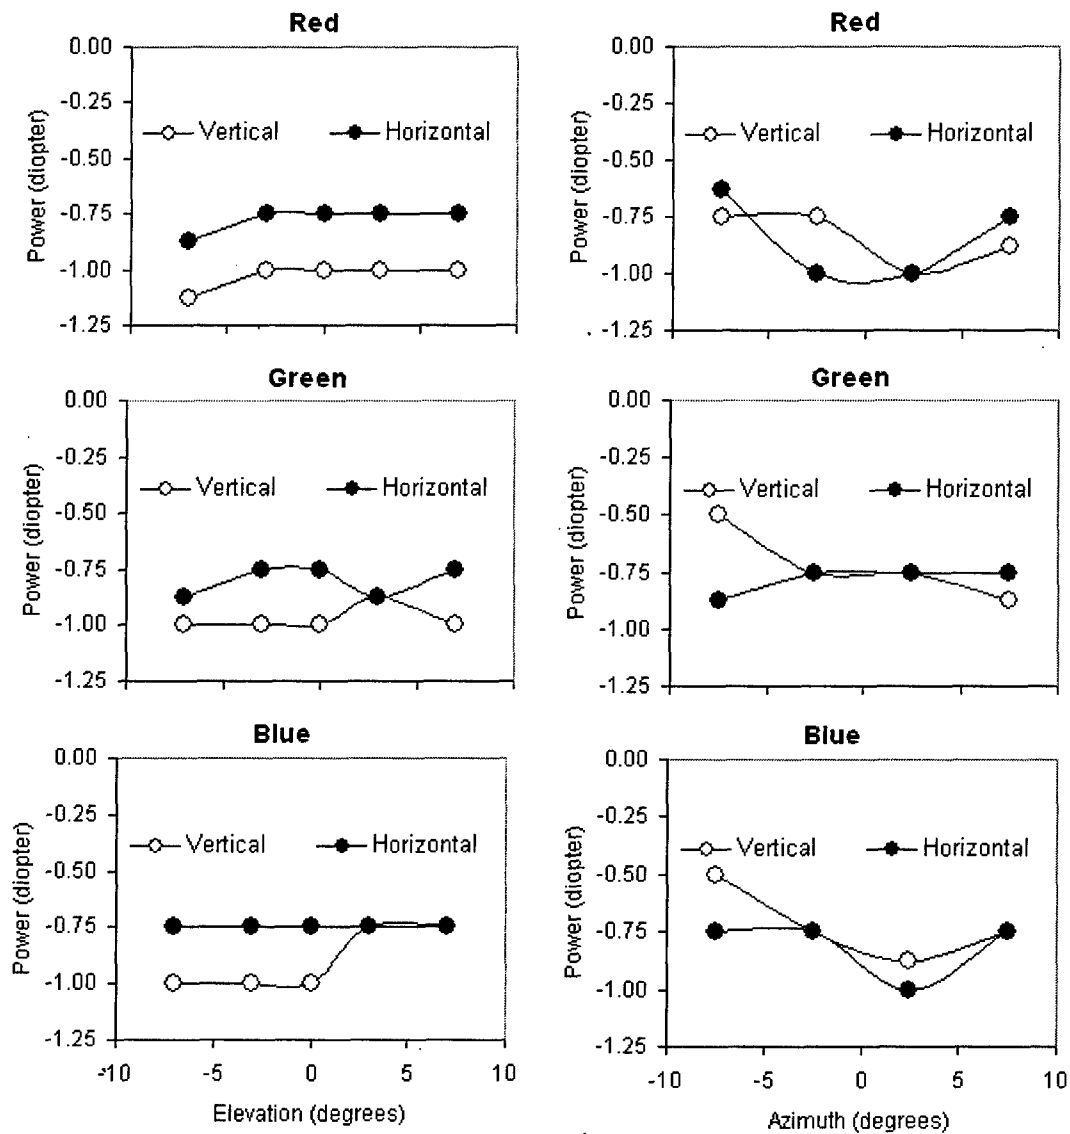 Red
0.00
-0.25
-0.50
-0.75
-1.00
-1.25
Power (diopter)
Vertical
Horizontal
Red
0.00
-0.25
-0.50
-0.75
-1.00
-1.25
Power (diopter)
Vertical
Horizontal
Green
0.00
-0.25
-0.50
-0.75
-1.00
-1.25
Power (diopter)
Vertical
Horizontal
Green
0.00
-0.25
-0.50
-0.75
-1.00
-1.25
Power (diopter)
Vertical
Horizontal
Blue
0.00
-0.25
-0.50
-0.75
-1.00
-1.25
Power (diopter)
Vertical
Horizontal
-10 -5 0 5 10
Elevation (degrees)
Blue
0.00
-0.25
-0.50
-0.75
-1.00
-1.25
Power (diopter)
Vertical
Horizontal
-10 -5 0 5 10
Azimuth (degrees)